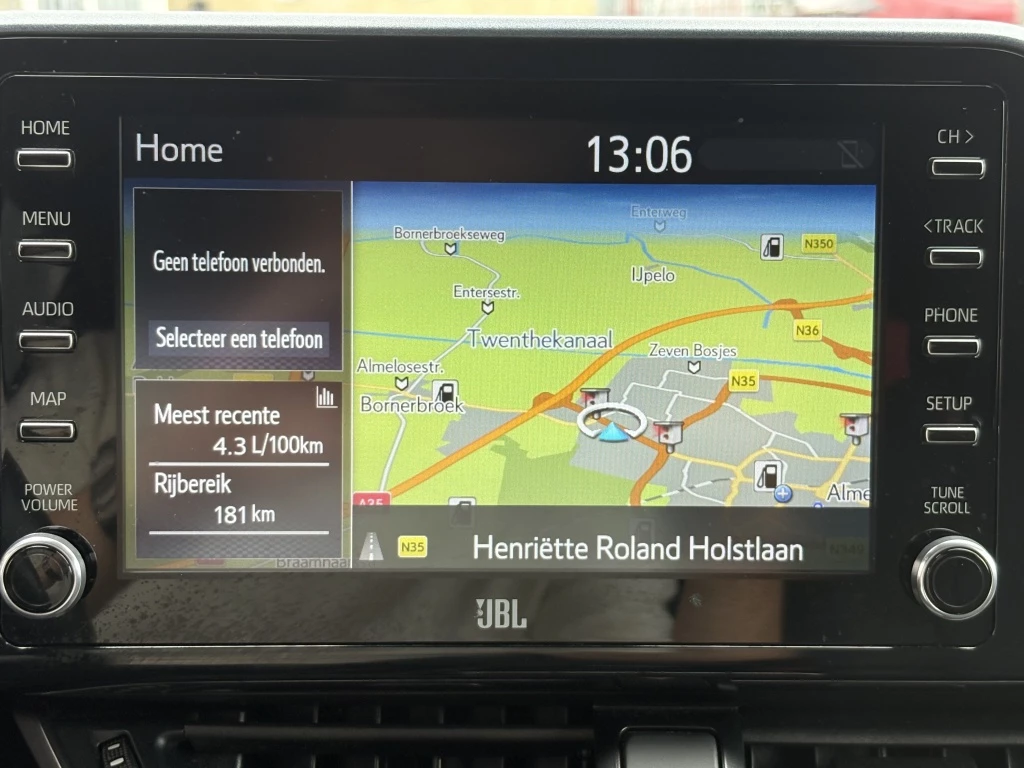 HOME
MENU
AUDIO
MAP
POWER
VOLUME
Home
13:06
Geen telefoon verbonden.
Selecteer een telefoon
Meest recente
4.3 L/100km
Rijbereik
181 km
Enterweg
Bornerbroekseweg
N350
IJpelo
Entersestr.
N36
Twenthekanaal
Zeven Bosjes
Almelosestr.
N35
Bornerbroek
A35
Alme
N35
Henriëtte Roland Holstlaan
N349
Braamhaar
JBL
CH >
<TRACK
PHONE
SETUP
TUNE
SCROLL